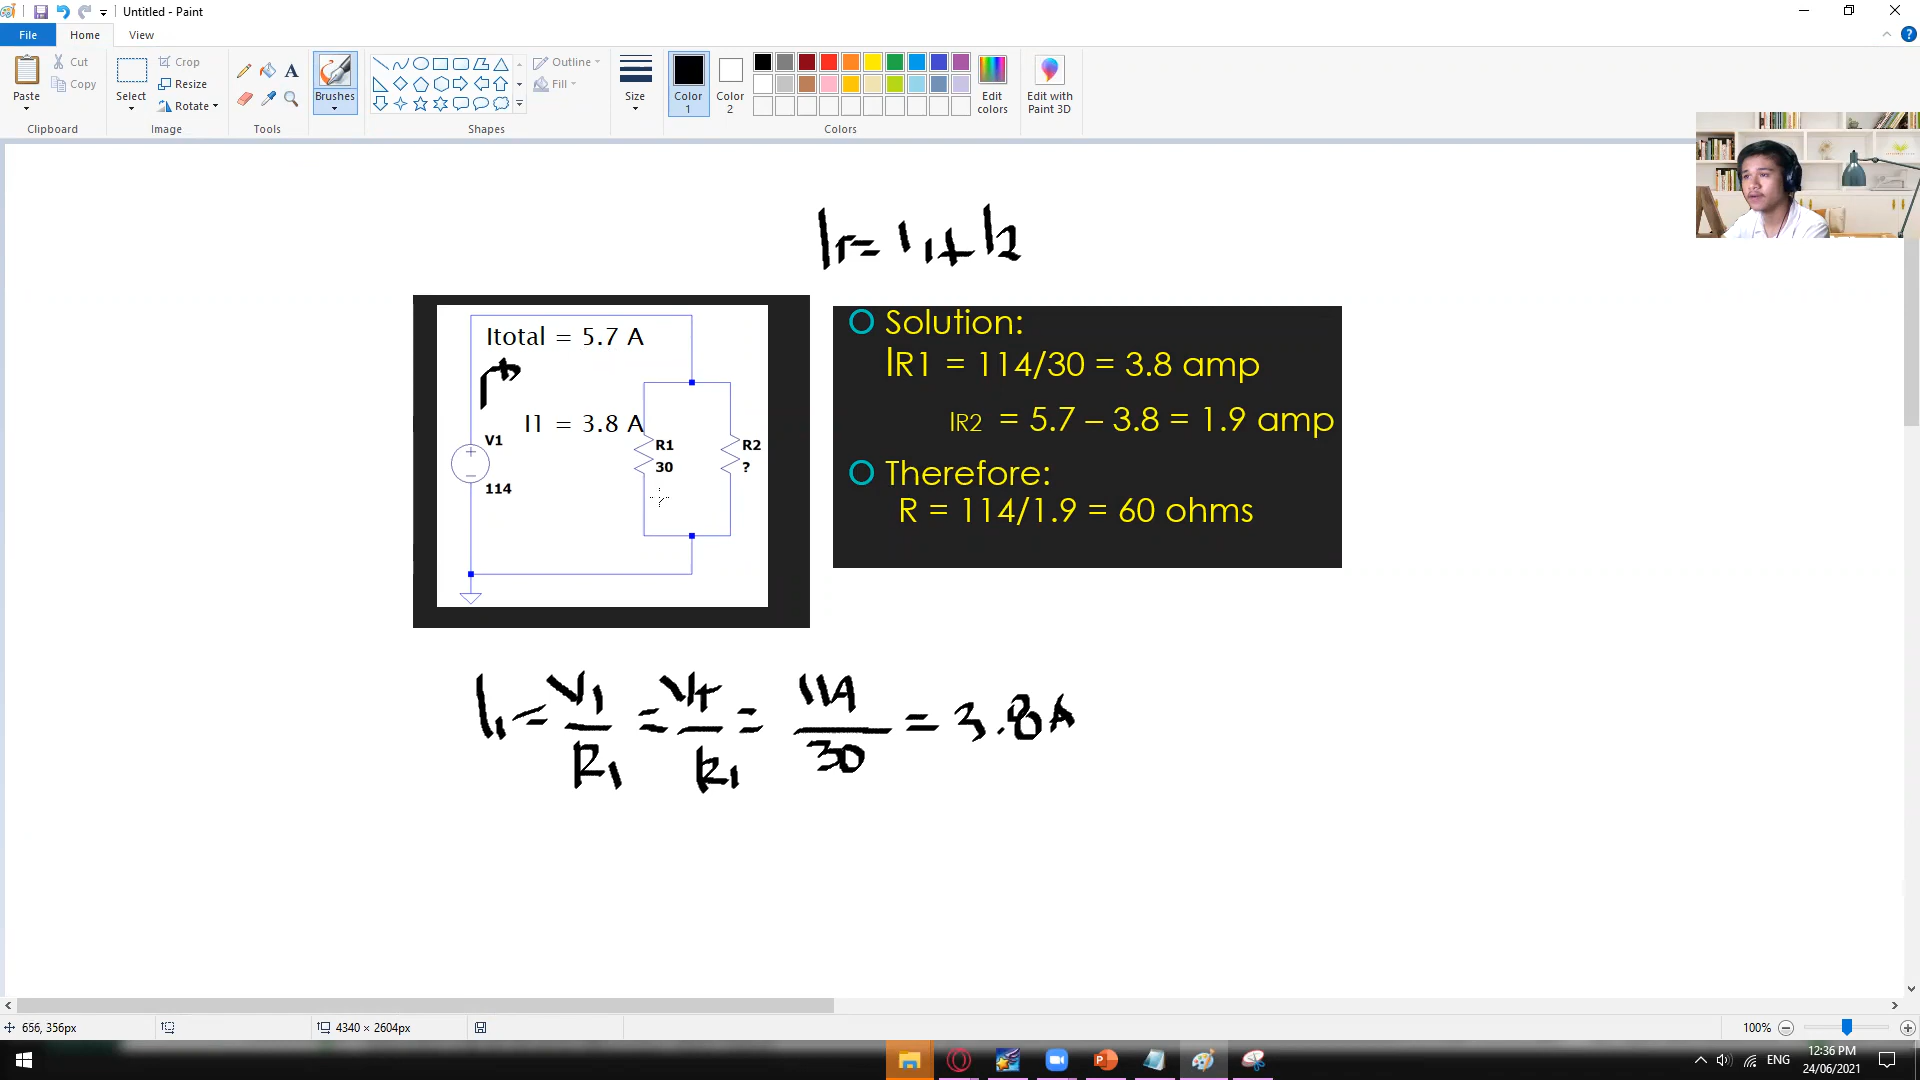 Untitled - Paint
File Home View
Paste
Cut
Copy
Clipboard
Select
Crop
Resize
Rotate
Image
A
Tools
Brushes
Outline
Fill
Shapes
Size
Color 1
Color 2
Edit colors
Colors
Edit with Paint 3D
IT = I1 + I2
Itotal = 5.7 A
I1 = 3.8 A
V1
114
R1
30
R2
?
Solution:
IR1 = 114/30 = 3.8 amp
IR2 = 5.7 – 3.8 = 1.9 amp
Therefore:
R = 114/1.9 = 60 ohms
I1 = V1/R1 = VT/R1 = 114/30 = 3.8A
656, 356px
4340 × 2604px
100%
ENG
12:36 PM
24/06/2021